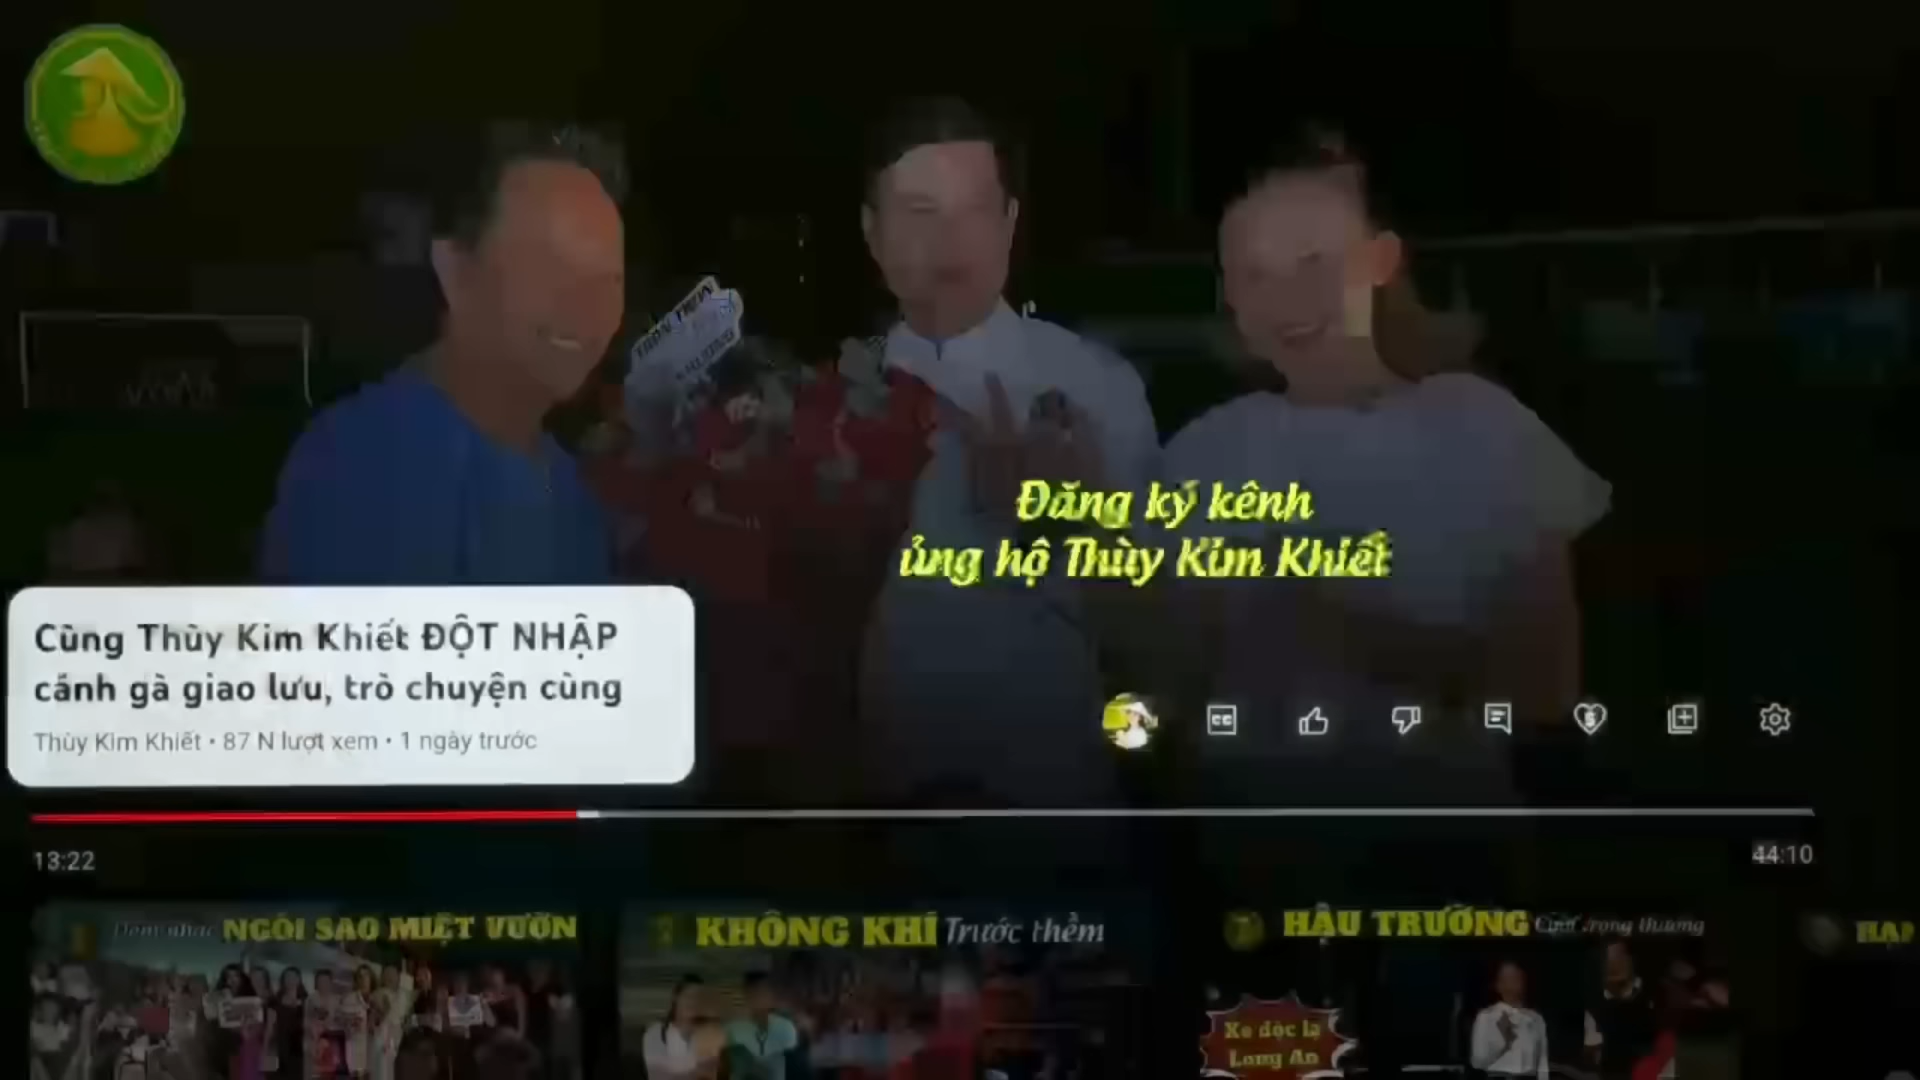 Đăng ký kênh
ủng hộ Thùy Kim Khiết
Cùng Thùy Kim Khiết ĐỘT NHẬP
cánh gà giao lưu, trò chuyện cùng
Thùy Kim Khiết • 87 N lượt xem • 1 ngày trước
CC
13:22
44:10
NGÔI SAO MIỆT VƯỜN
KHÔNG KHÍ Trước thềm
HẬU TRƯỜNG
Xe độc lạ
Long An